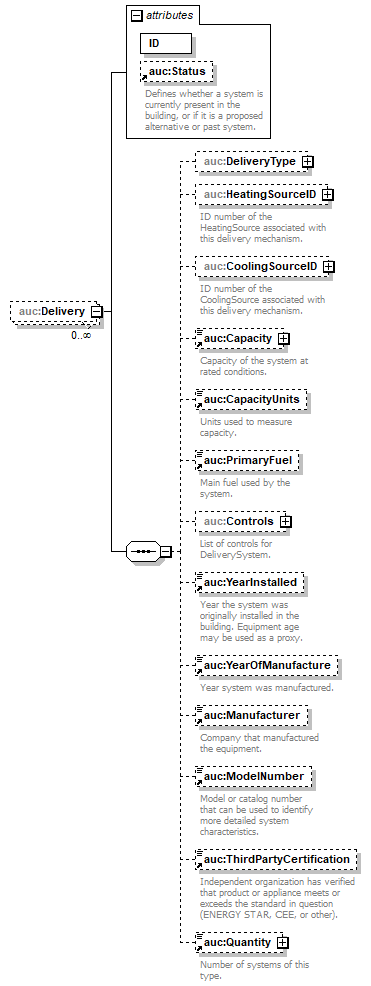 attributes
ID
auc:Status
Defines whether a system is
currently present in the
building, or if it is a proposed
alternative or past system.
auc:DeliveryType
auc:HeatingSourceID
ID number of the
HeatingSource associated with
this delivery mechanism.
auc:CoolingSourceID
ID number of the
CoolingSource associated with
this delivery mechanism.
auc:Delivery
0..∞
auc:Capacity
Capacity of the system at
rated conditions.
auc:CapacityUnits
Units used to measure
capacity.
auc:PrimaryFuel
Main fuel used by the
system.
auc:Controls
List of controls for
DeliverySystem.
auc:YearInstalled
Year the system was
originally installed in the
building. Equipment age
may be used as a proxy.
auc:YearOfManufacture
Year system was manufactured.
auc:Manufacturer
Company that manufactured
the equipment.
auc:ModelNumber
Model or catalog number
that can be used to identify
more detailed system
characteristics.
auc:ThirdPartyCertification
Independent organization has verified
that product or appliance meets or
exceeds the standard in question
(ENERGY STAR, CEE, or other).
auc:Quantity
Number of systems of this
type.